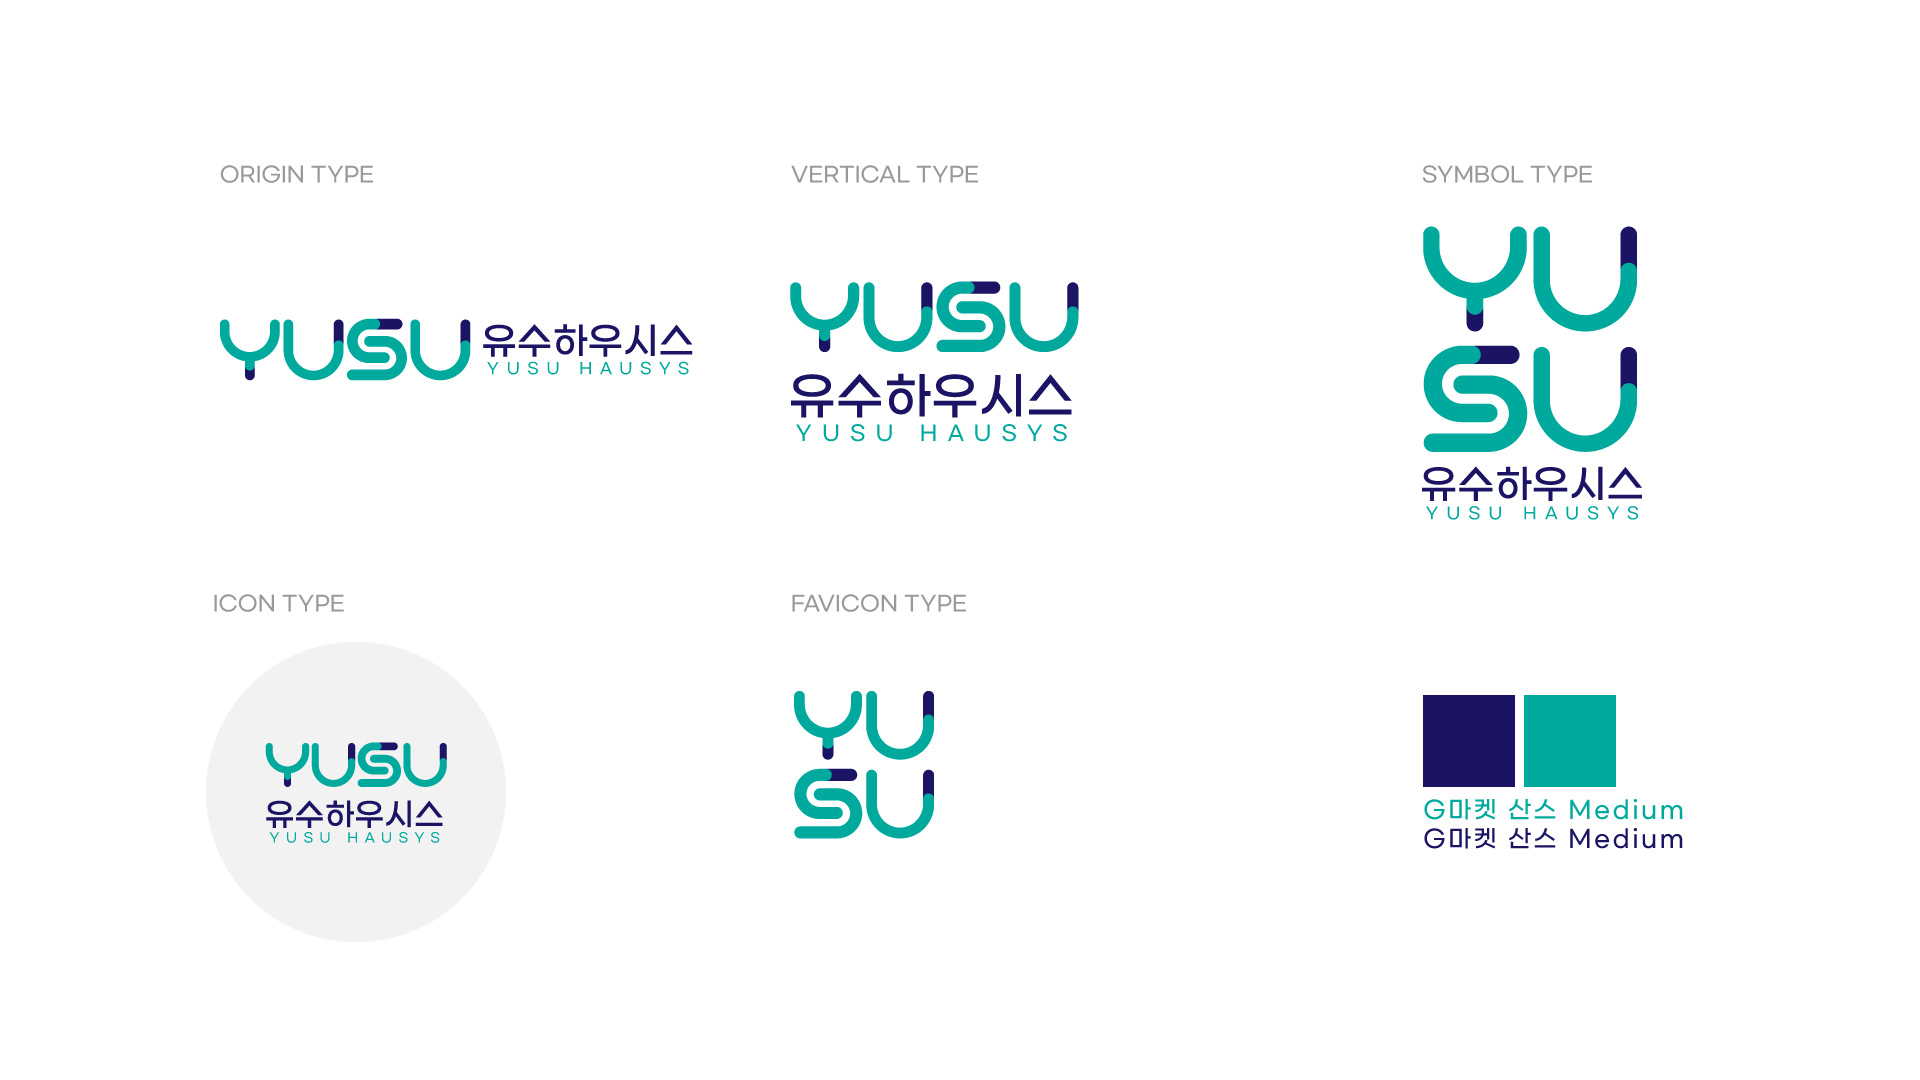 ORIGIN TYPE
YUSU 유수하우시스
YUSU HAUSYS
VERTICAL TYPE
YUSU
유수하우시스
YUSU HAUSYS
SYMBOL TYPE
YU
SU
유수하우시스
YUSU HAUSYS
ICON TYPE
YUSU
유수하우시스
YUSU HAUSYS
FAVICON TYPE
YU
SU
G마켓 산스 Medium
G마켓 산스 Medium